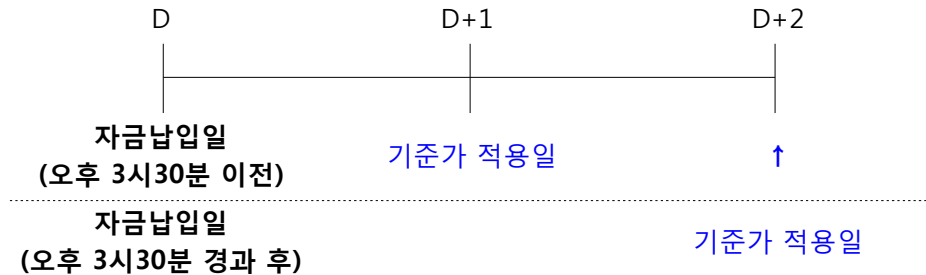 D D+1 D+2
자금납입일
(오후 3시30분 이전)
기준가 적용일
↑
자금납입일
(오후 3시30분 경과 후)
기준가 적용일